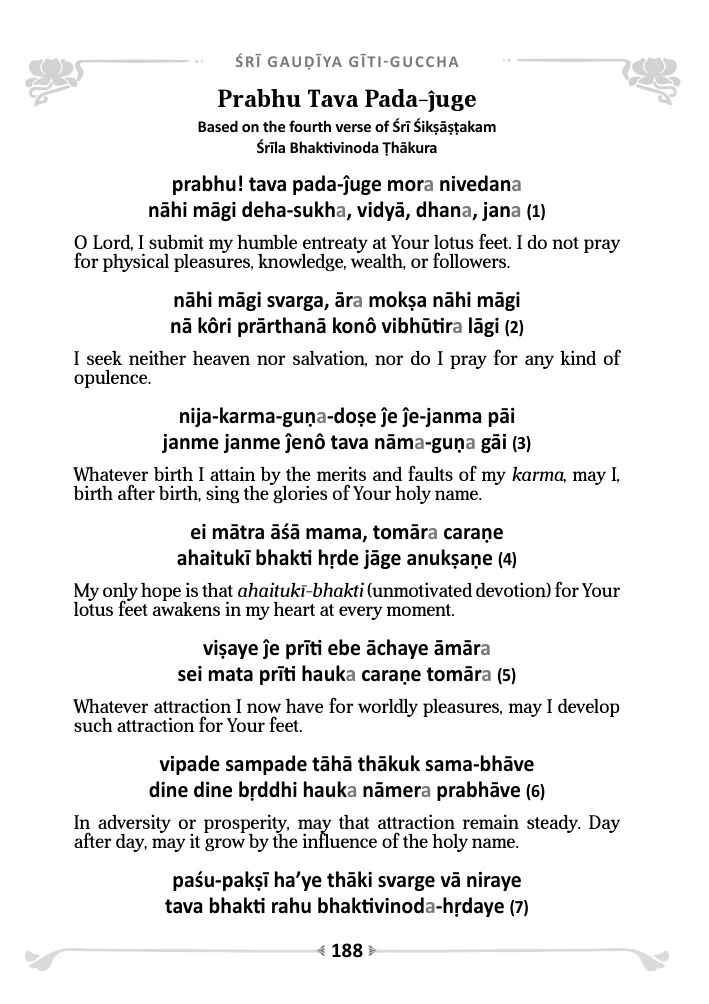 ŚRĪ GAUḌĪYA GĪTI-GUCCHA
Prabhu Tava Pada-ĵuge
Based on the fourth verse of Śrī Śikṣāṣṭakam
Śrīla Bhaktivinoda Ṭhākura
prabhu! tava pada-ĵuge mora nivedana
nāhi māgi deha-sukha, vidyā, dhana, jana (1)
O Lord, I submit my humble entreaty at Your lotus feet. I do not pray
for physical pleasures, knowledge, wealth, or followers.
nāhi māgi svarga, āra mokṣa nāhi māgi
nā kôri prārthanā konô vibhūtira lāgi (2)
I seek neither heaven nor salvation, nor do I pray for any kind of
opulence.
nija-karma-guṇa-doṣe ĵe ĵe-janma pāi
janme janme ĵenô tava nāma-guṇa gāi (3)
Whatever birth I attain by the merits and faults of my karma, may I,
birth after birth, sing the glories of Your holy name.
ei mātra āśā mama, tomāra caraṇe
ahaitukī bhakti hṛde jāge anukṣaṇe (4)
My only hope is that ahaitukī-bhakti (unmotivated devotion) for Your
lotus feet awakens in my heart at every moment.
viṣaye ĵe prīti ebe āchaye āmāra
sei mata prīti hauka caraṇe tomāra (5)
Whatever attraction I now have for worldly pleasures, may I develop
such attraction for Your feet.
vipade sampade tāhā thākuk sama-bhāve
dine dine bṛddhi hauka nāmera prabhāve (6)
In adversity or prosperity, may that attraction remain steady. Day
after day, may it grow by the influence of the holy name.
paśu-pakṣī ha’ye thāki svarge vā niraye
tava bhakti rahu bhaktivinoda-hṛdaye (7)
188